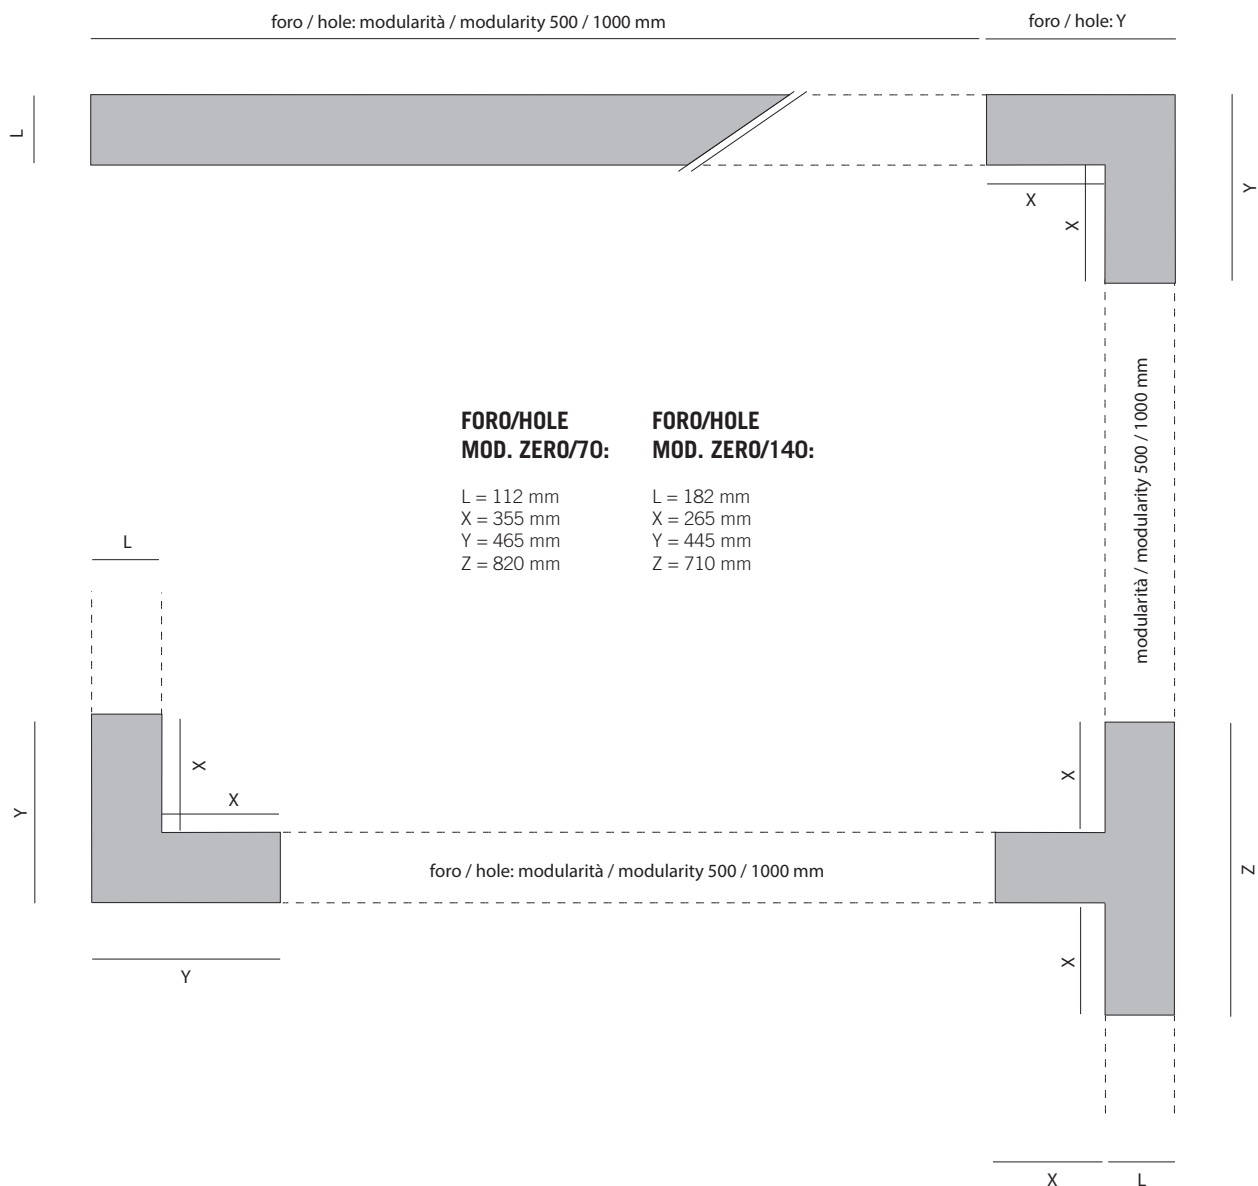 foro / hole: modularità / modularity 500 / 1000 mm
foro / hole: Y
L
Y
X
X
modularità / modularity 500 / 1000 mm
FORO/HOLE
MOD. ZERO/70:
L = 112 mm
X = 355 mm
Y = 465 mm
Z = 820 mm
FORO/HOLE
MOD. ZERO/140:
L = 182 mm
X = 265 mm
Y = 445 mm
Z = 710 mm
L
X
X
Y
Y
foro / hole: modularità / modularity 500 / 1000 mm
X
X
Z
X
L